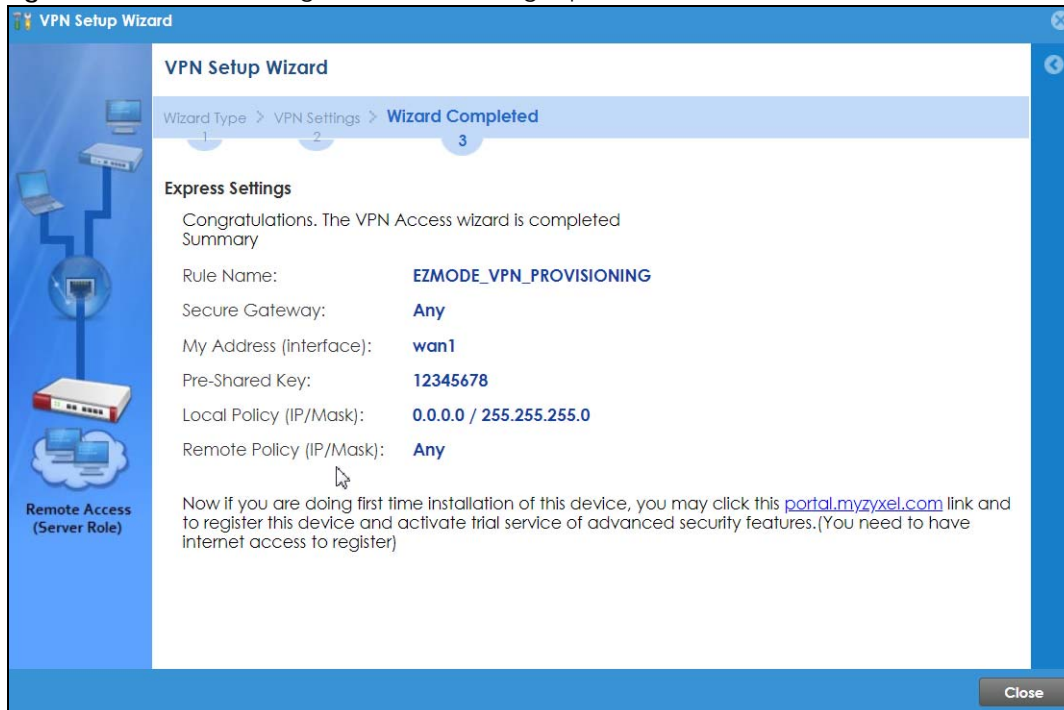 VPN Setup Wizard
VPN Setup Wizard
Wizard Type > VPN Settings > Wizard Completed
1 2 3
Express Settings
Congratulations. The VPN Access wizard is completed
Summary
Rule Name: EZMODE_VPN_PROVISIONING
Secure Gateway: Any
My Address (interface): wan1
Pre-Shared Key: 12345678
Local Policy (IP/Mask): 0.0.0.0 / 255.255.255.0
Remote Policy (IP/Mask): Any
Remote Access
(Server Role)
Now if you are doing first time installation of this device, you may click this portal.myzyxel.com link and
to register this device and activate trial service of advanced security features.(You need to have
internet access to register)
Close